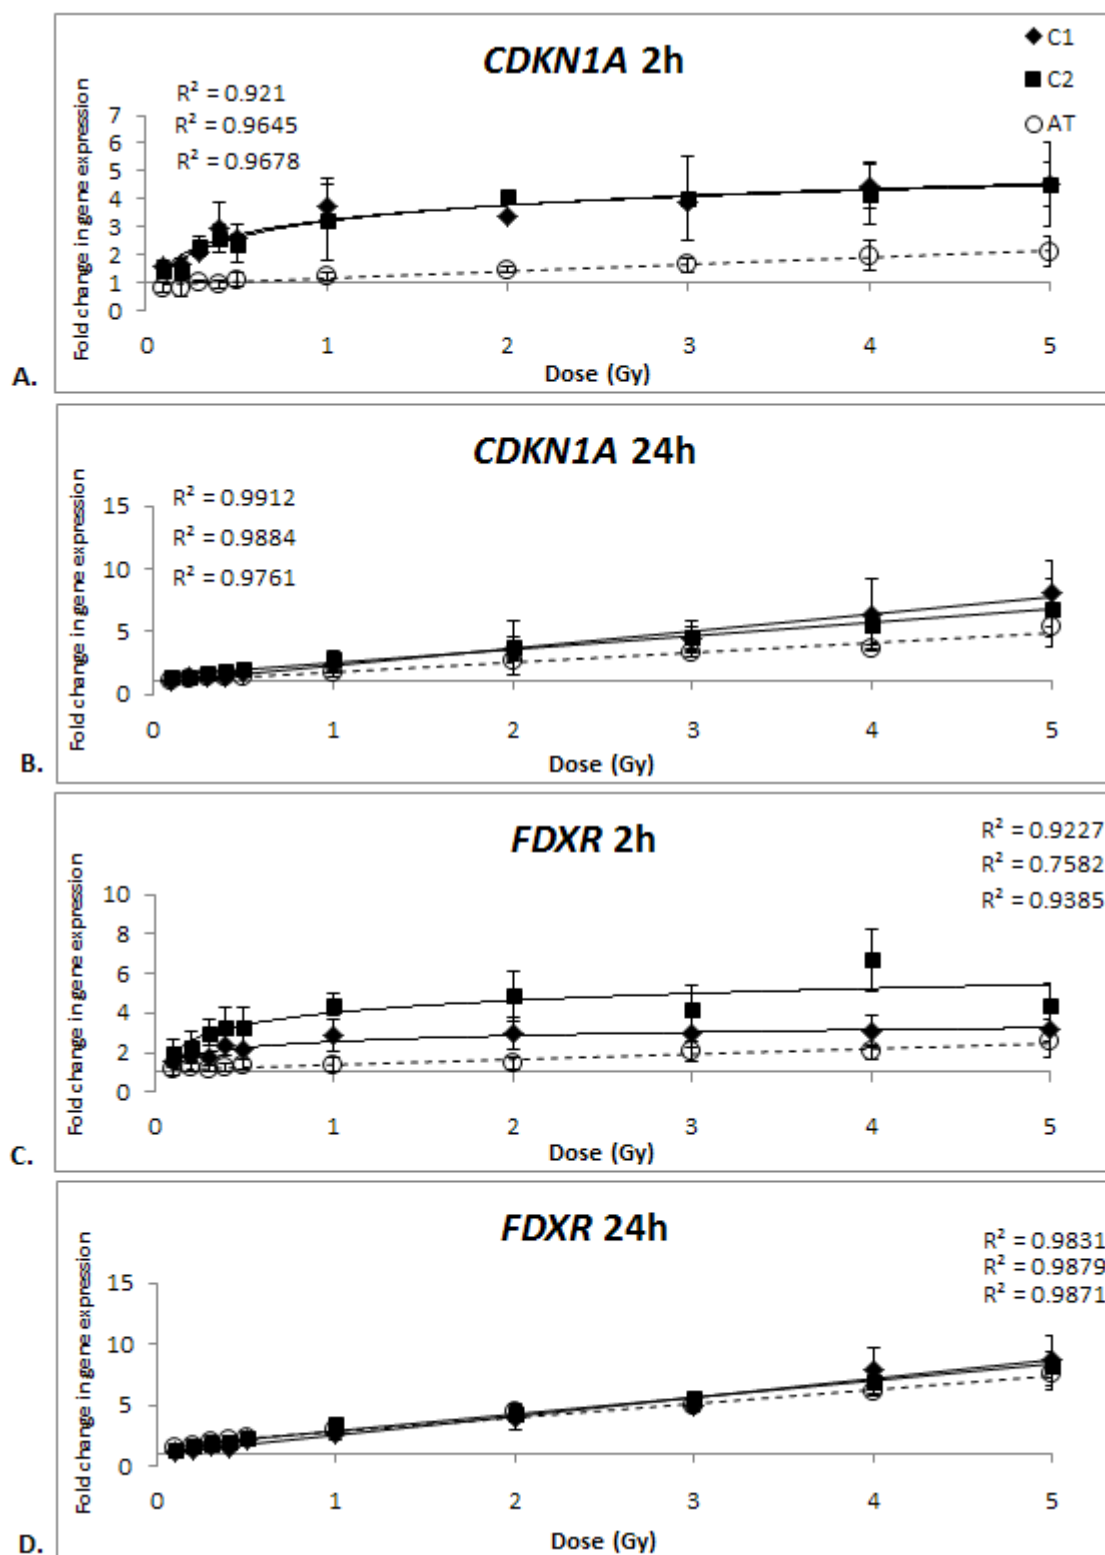 CDKN1A 2h
C1
C2
AT
R² = 0.921
R² = 0.9645
R² = 0.9678
Fold change in gene expression
7
6
5
4
3
2
1
0
0 1 2 3 4 5
Dose (Gy)
A.
CDKN1A 24h
R² = 0.9912
R² = 0.9884
R² = 0.9761
Fold change in gene expression
15
10
5
0
0 1 2 3 4 5
Dose (Gy)
B.
FDXR 2h
R² = 0.9227
R² = 0.7582
R² = 0.9385
Fold change in gene expression
10
8
6
4
2
0
0 1 2 3 4 5
Dose (Gy)
C.
FDXR 24h
R² = 0.9831
R² = 0.9879
R² = 0.9871
Fold change in gene expression
15
10
5
0
0 1 2 3 4 5
Dose (Gy)
D.